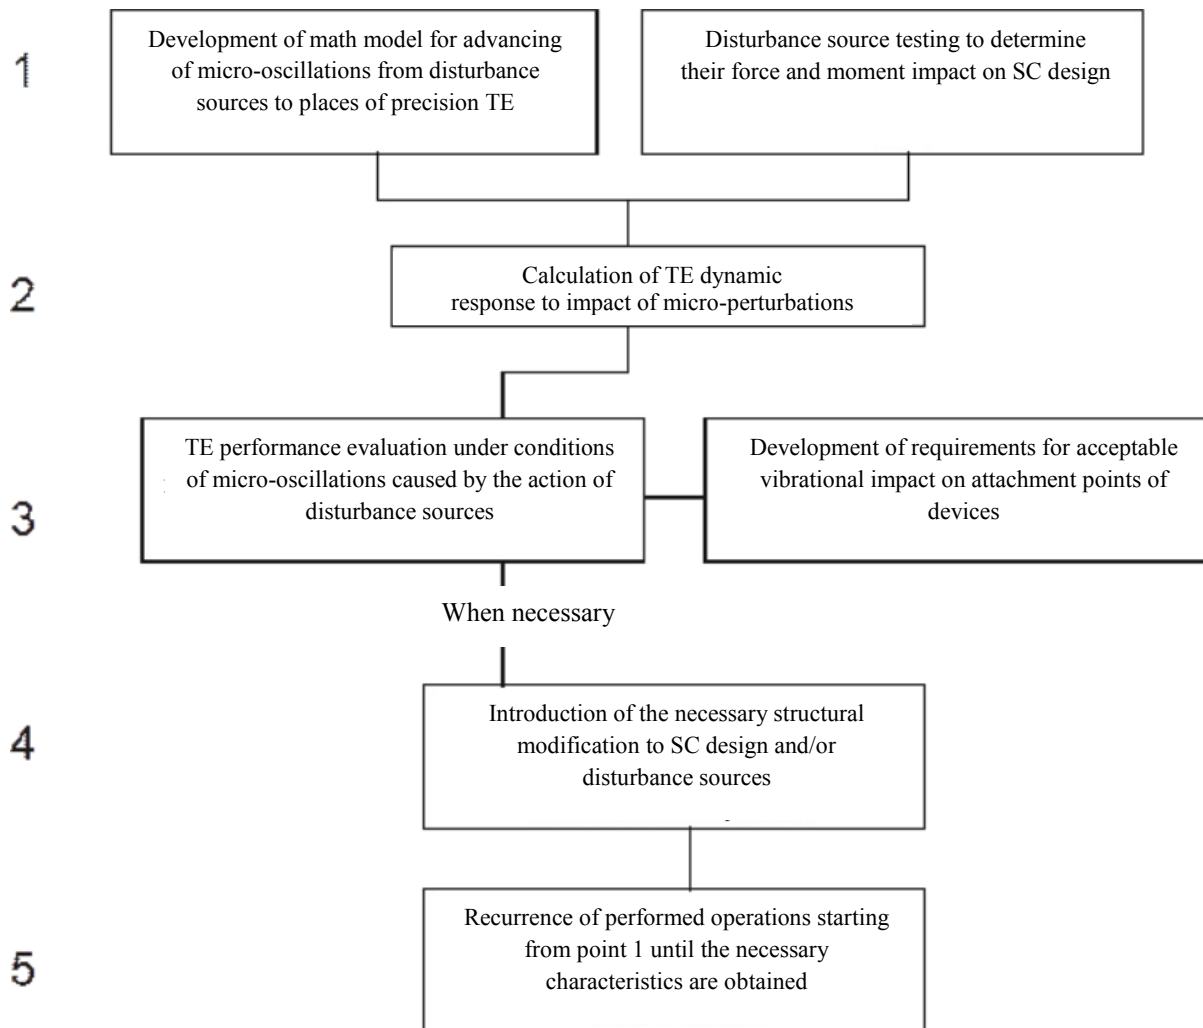 1
Development of math model for advancing
of micro-oscillations from disturbance
sources to places of precision TE
Disturbance source testing to determine
their force and moment impact on SC design
2
Calculation of TE dynamic
response to impact of micro-perturbations
3
TE performance evaluation under conditions
of micro-oscillations caused by the action of
disturbance sources
Development of requirements for acceptable
vibrational impact on attachment points of
devices
When necessary
4
Introduction of the necessary structural
modification to SC design and/or
disturbance sources
5
Recurrence of performed operations starting
from point 1 until the necessary
characteristics are obtained